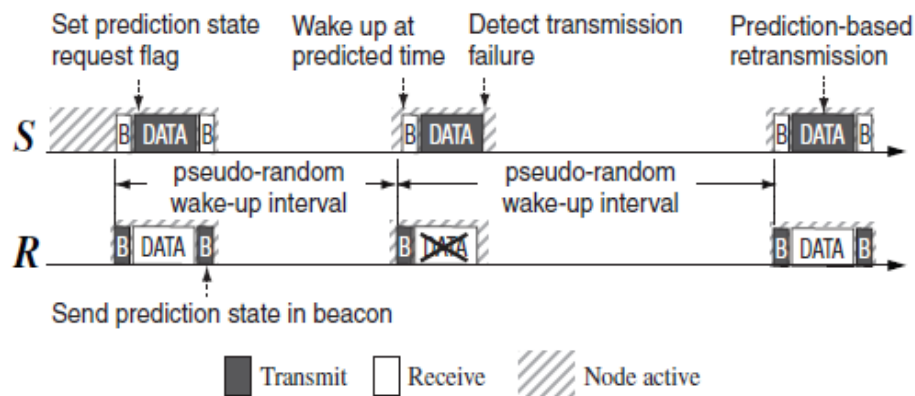 Set prediction state
request flag
Wake up at
predicted time
Detect transmission
failure
Prediction-based
retransmission
S
B DATA B
B DATA
B DATA B
pseudo-random
wake-up interval
pseudo-random
wake-up interval
R
B DATA B
B DATA
B DATA B
Send prediction state in beacon
Transmit
Receive
Node active